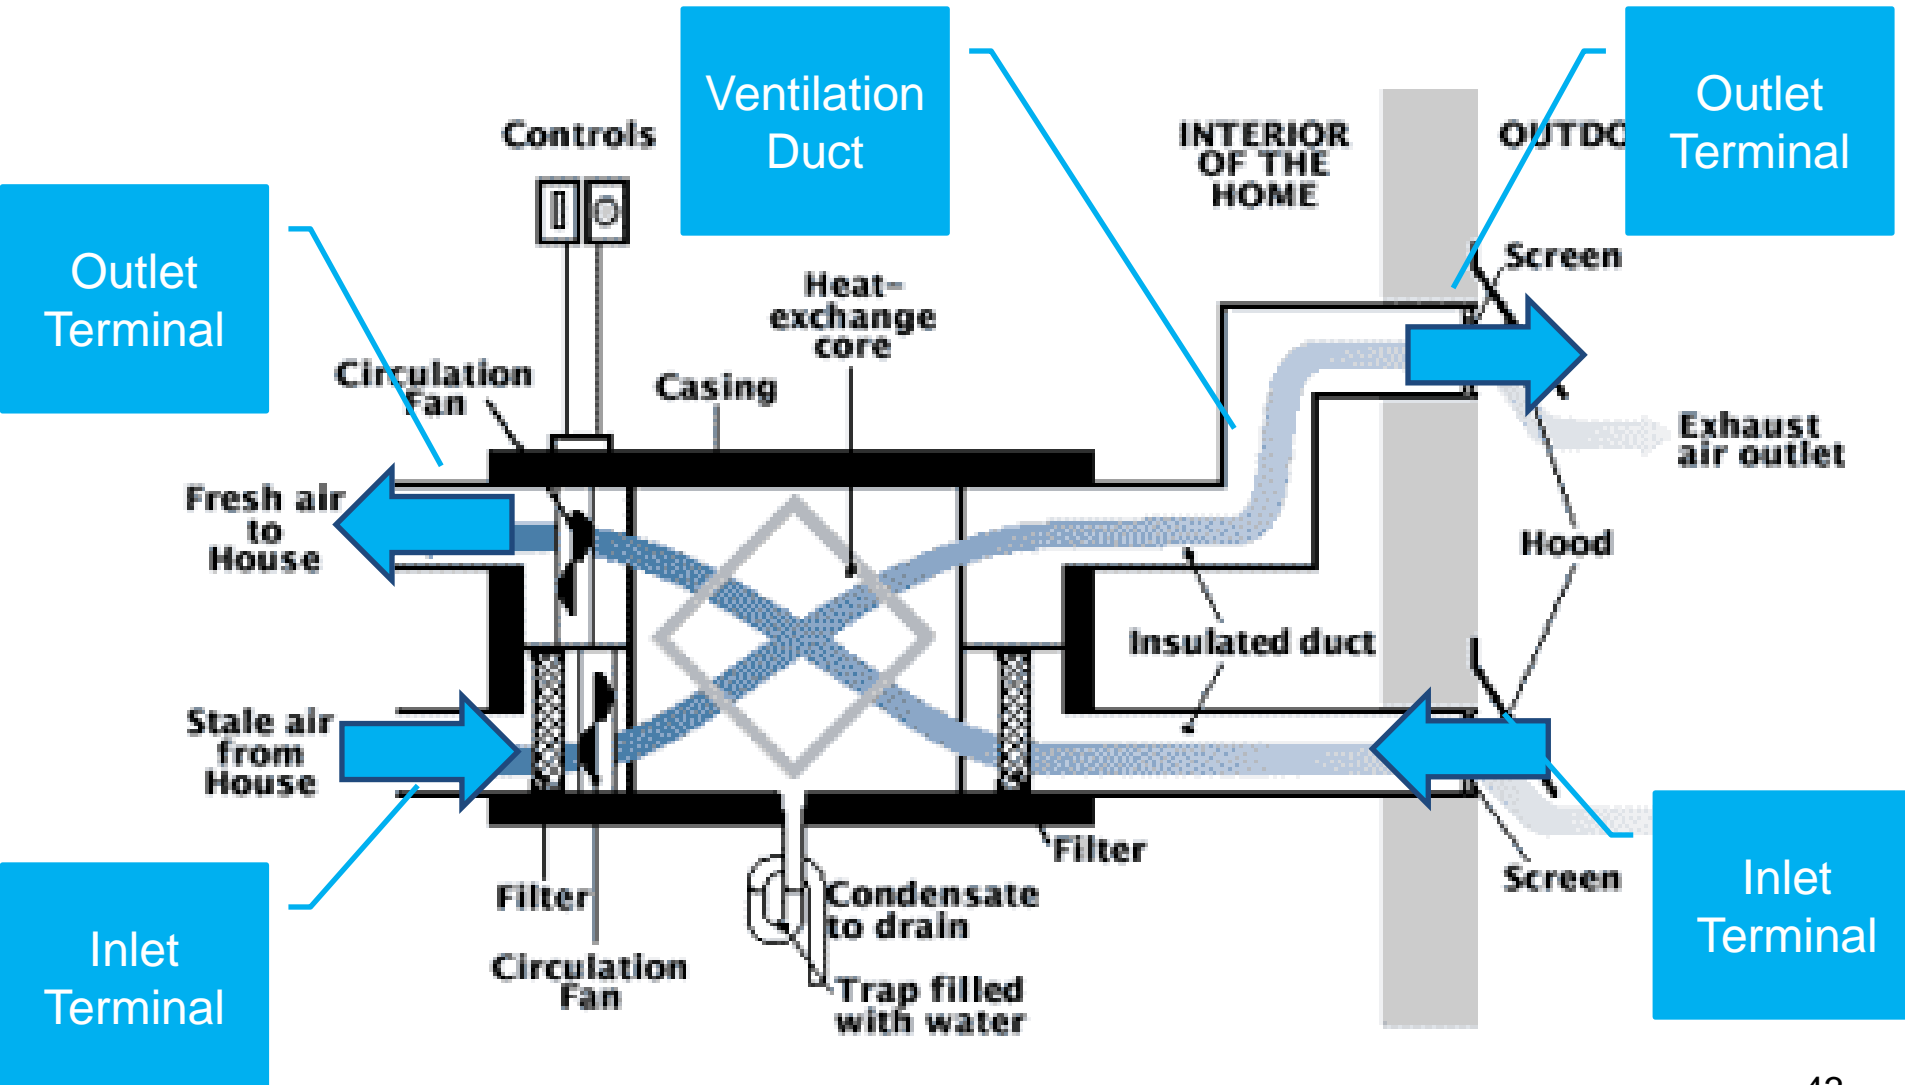 Ventilation
Duct
Outlet
Terminal
Controls
INTERIOR
OF THE
HOME
Outlet
Terminal
Screen
Heat-
exchange
core
Circulation
Fan
Casing
Exhaust
air outlet
Fresh air
to
House
Hood
Insulated duct
Stale air
from
House
Filter
Screen
Filter
Condensate
to drain
Inlet
Terminal
Inlet
Terminal
Circulation
Fan
Trap filled
with water